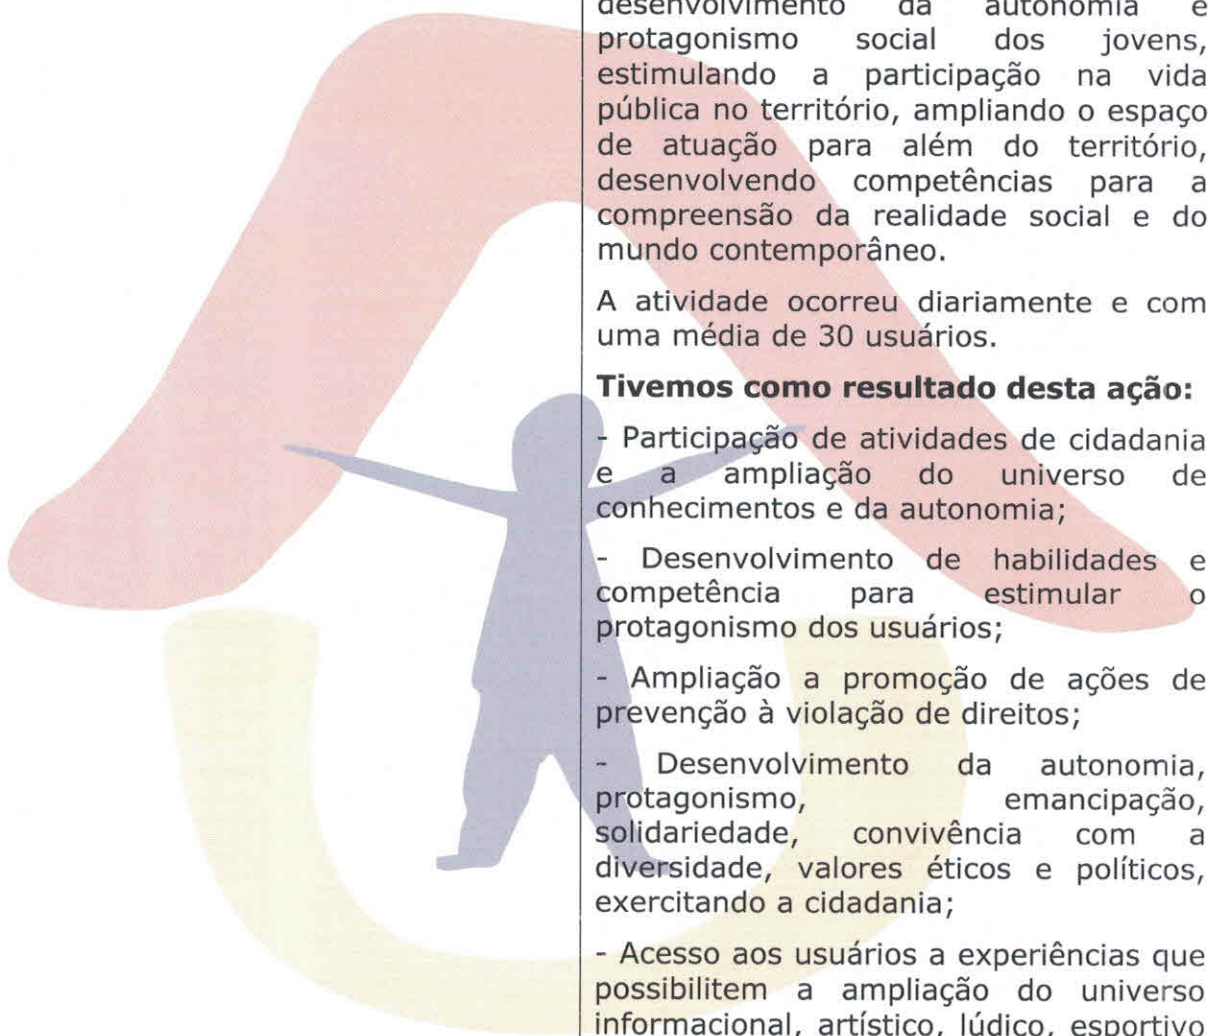 desenvolvimento da autonomia e
protagonismo social dos jovens,
estimulando a participação na vida
pública no território, ampliando o espaço
de atuação para além do território,
desenvolvendo competências para a
compreensão da realidade social e do
mundo contemporâneo.
A atividade ocorreu diariamente e com
uma média de 30 usuários.
Tivemos como resultado desta ação:
- Participação de atividades de cidadania
e a ampliação do universo de
conhecimentos e da autonomia;
- Desenvolvimento de habilidades e
competência para estimular o
protagonismo dos usuários;
- Ampliação a promoção de ações de
prevenção à violação de direitos;
- Desenvolvimento da autonomia,
protagonismo, emancipação,
solidariedade, convivência com a
diversidade, valores éticos e políticos,
exercitando a cidadania;
- Acesso aos usuários a experiências que
possibilitem a ampliação do universo
informacional, artístico, lúdico, esportivo